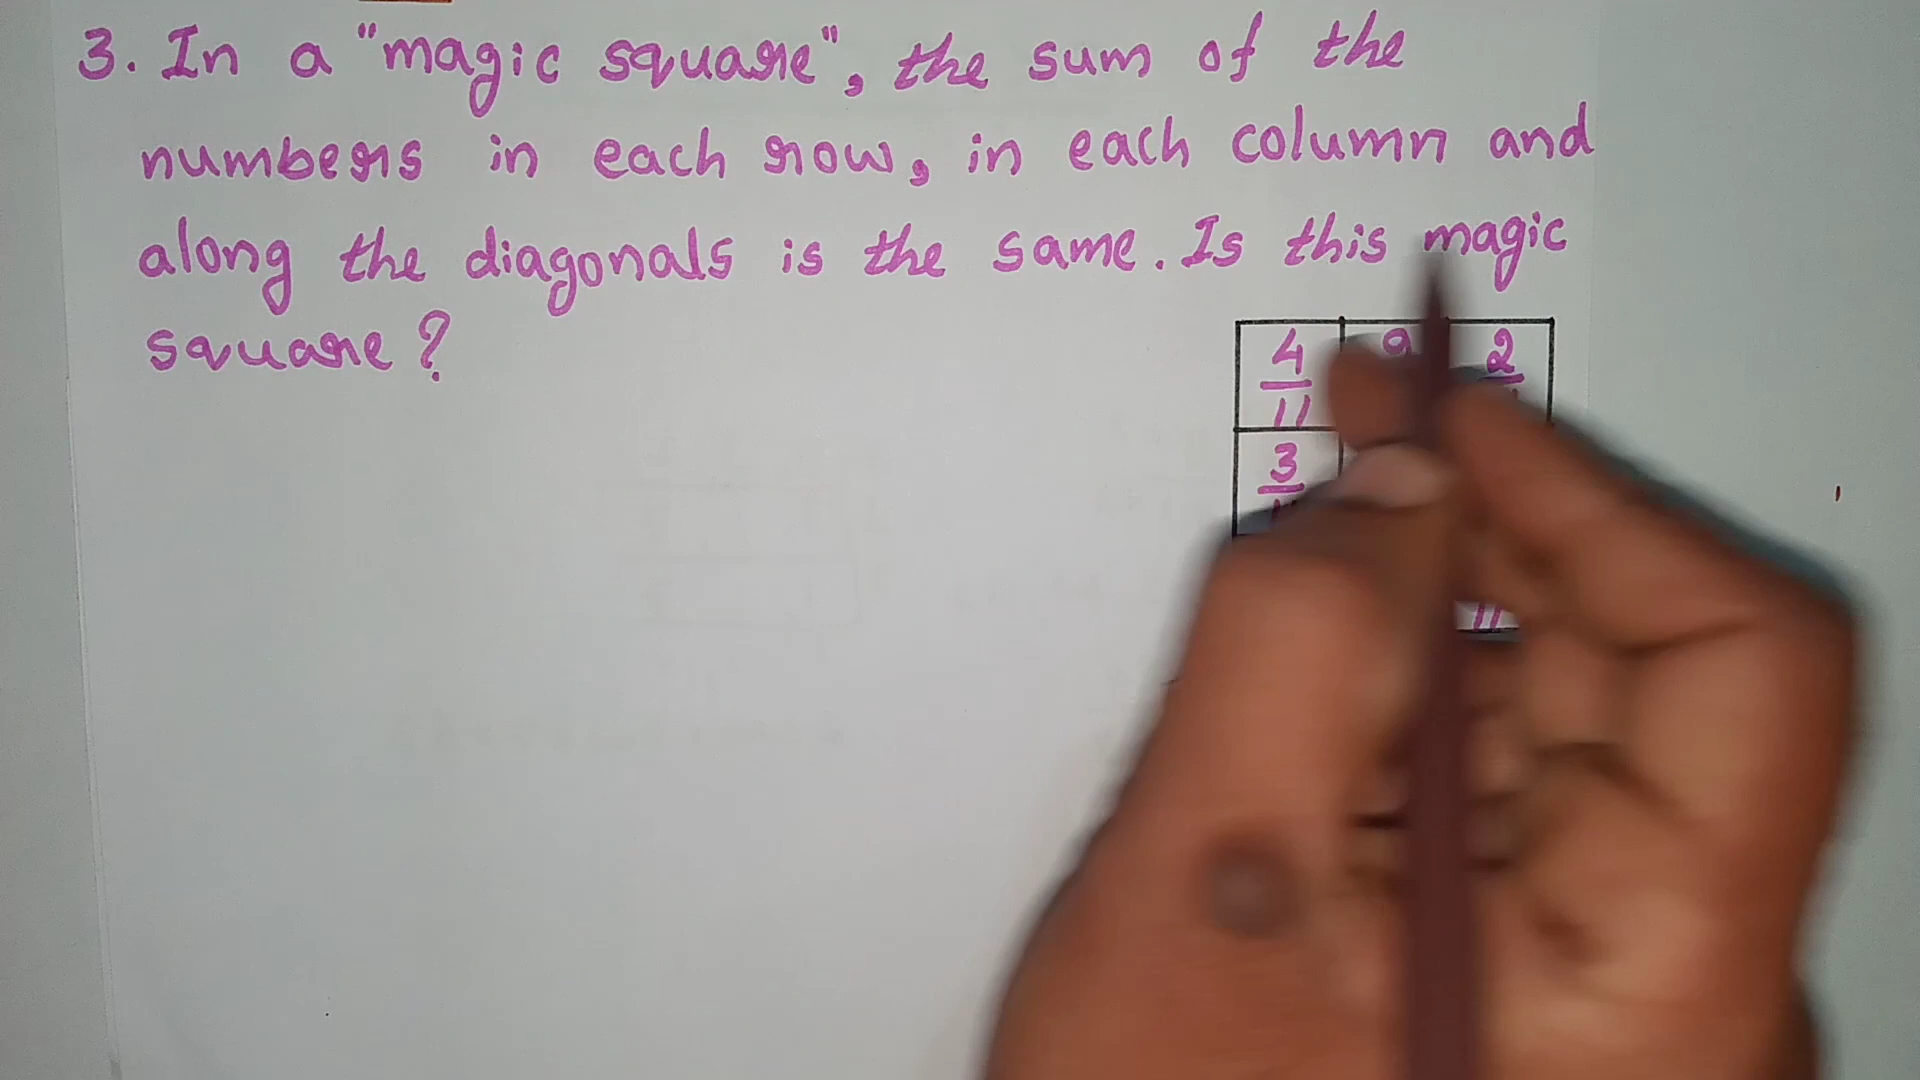 3. In a "magic square", the sum of the
numbers in each row, in each column and
along the diagonals is the same. Is this magic
square?
4 9 2
11
3
11